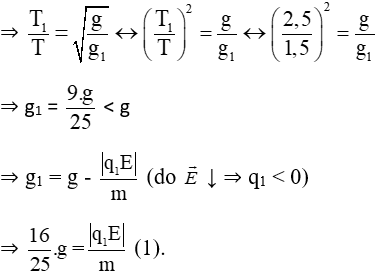 ⇒ T₁/T = √(g/g₁) ↔ (T₁/T)² = g/g₁ ↔ (2,5/1,5)² = g/g₁
⇒ g₁ = 9.g/25 < g
⇒ g₁ = g - |q₁E|/m (do E⃗ ↓ ⇒ q₁ < 0)
⇒ 16/25.g = |q₁E|/m (1).